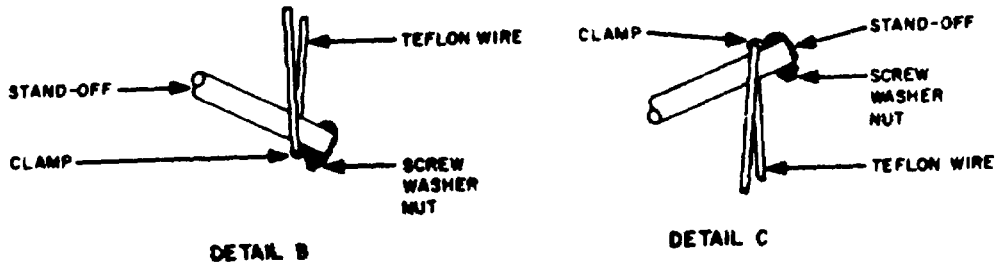 TEFLON WIRE
STAND-OFF
CLAMP
SCREW
WASHER
NUT
DETAIL B
CLAMP
STAND-OFF
SCREW
WASHER
NUT
TEFLON WIRE
DETAIL C